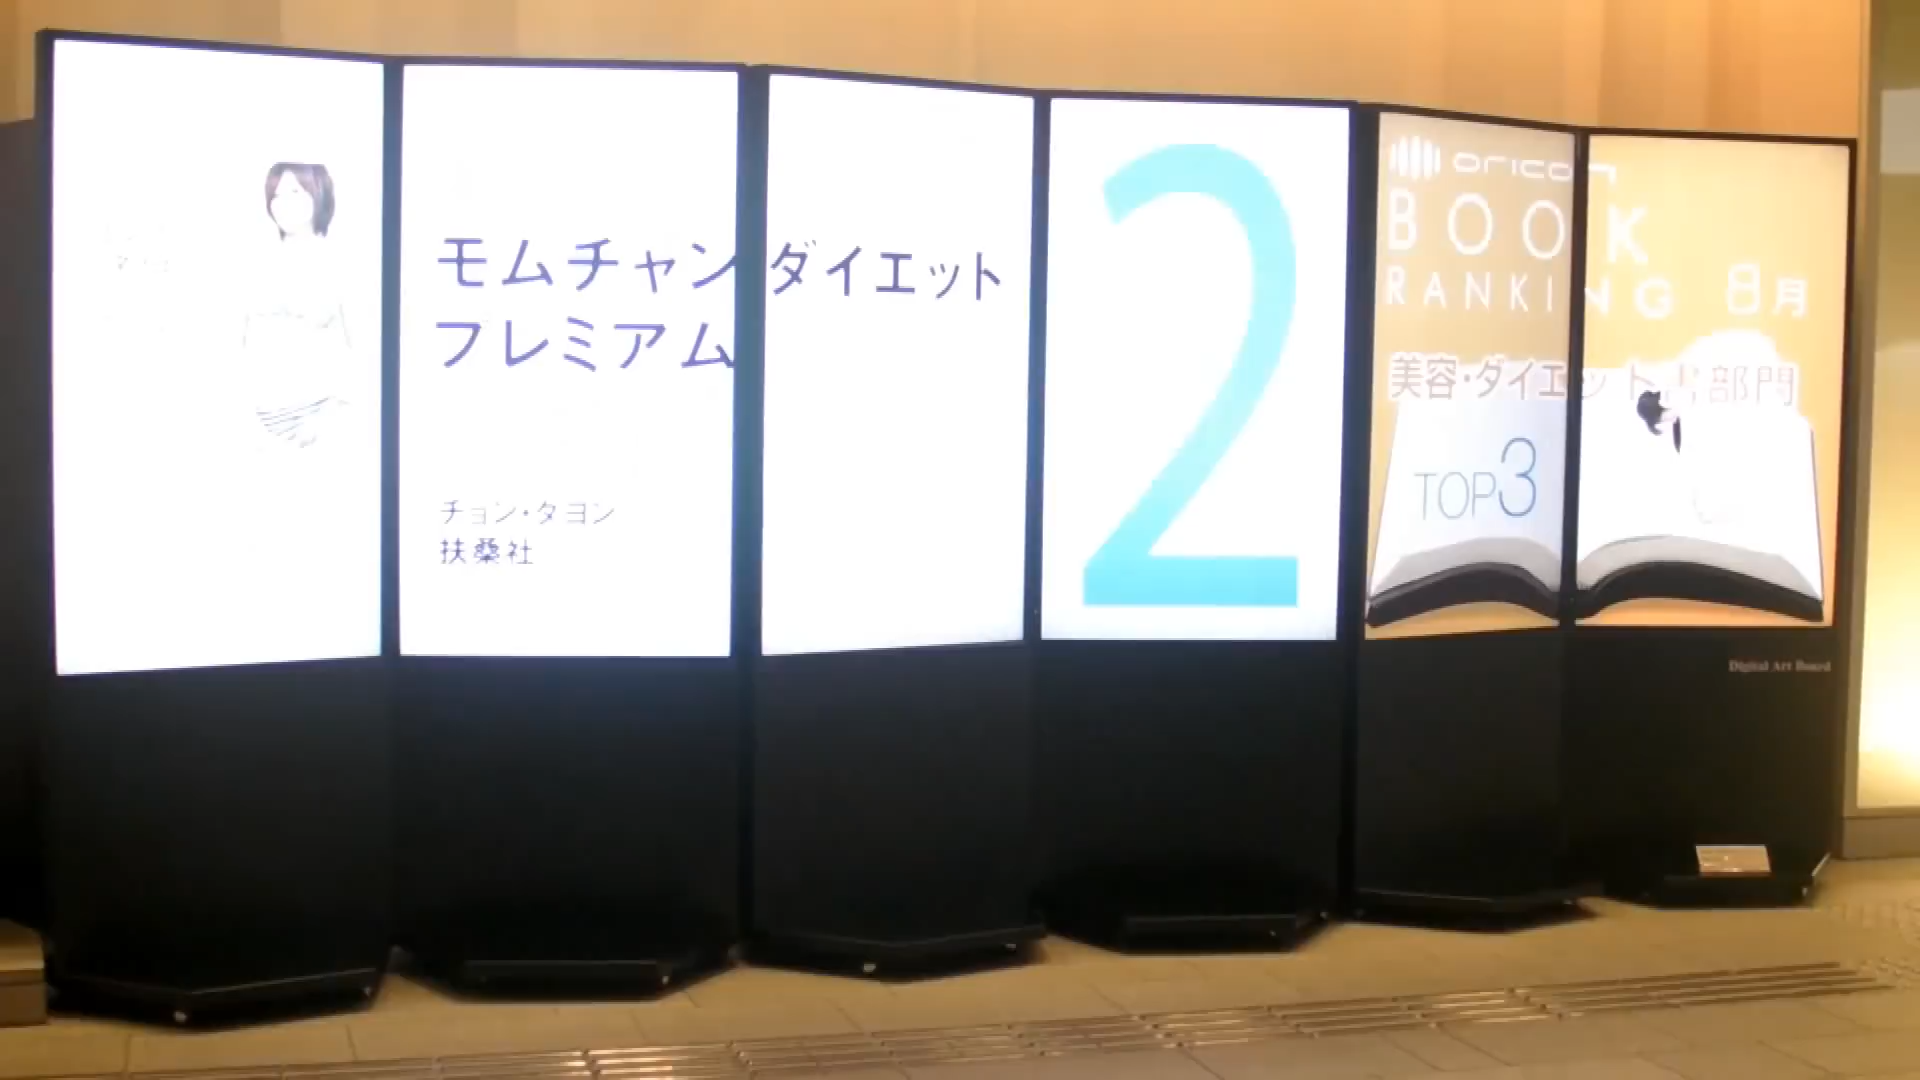 モムチャンダイエット
プレミアム
チョン・タヨン
扶桑社
2
oricon
BOOK
RANKING 8月
美容・ダイエット書部門
TOP3
Digital Art Board